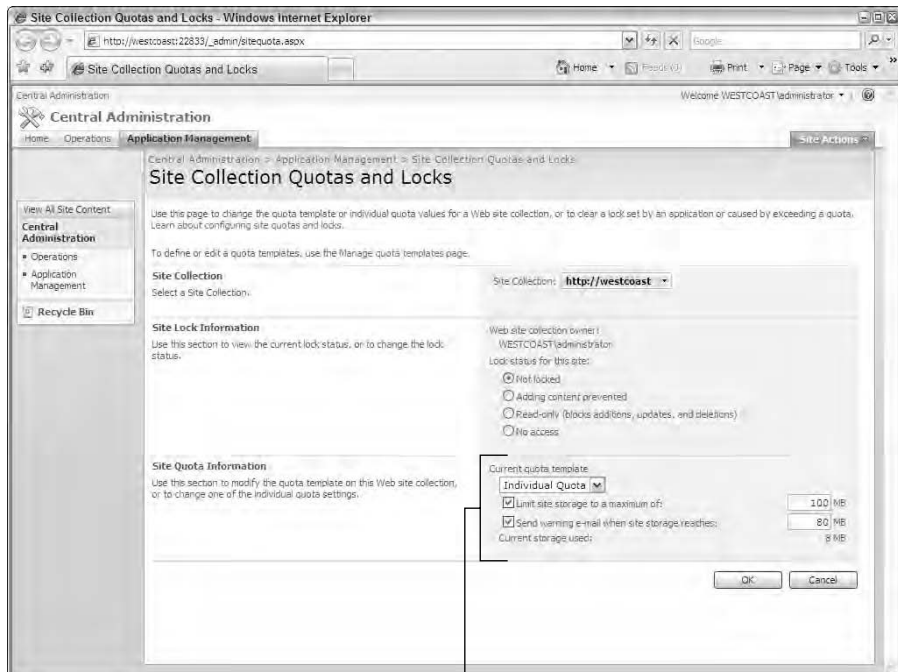 Site Collection Quotas and Locks - Windows Internet Explorer
http://westcoast:22833/_admin/sitequota.aspx
Google
Site Collection Quotas and Locks
Home
Feeds (J)
Print
Page
Tools
»
Central Administration
Welcome WESTCOAST\administrator
Central Administration
Home Operations Application Management
Site Actions
Central Administration > Application Management > Site Collection Quotas and Locks
Site Collection Quotas and Locks
View All Site Content
Central
Administration
Operations
Application
Management
Recycle Bin
Use this page to change the quota template or individual quota values for a Web site collection, or to clear a lock set by an application or caused by exceeding a quota.
Learn about configuring site quotas and locks.
To define or edit a quota templates, use the Manage quota templates page.
Site Collection
Select a Site Collection.
Site Collection: http://westcoast
Site Lock Information
Use this section to view the current lock status, or to change the lock
status.
Web site collection owner:
WESTCOAST\administrator
Lock status for this site:
Not locked
Adding content prevented
Read-only (blocks additions, updates, and deletions)
No access
Site Quota Information
Use this section to modify the quota template on this Web site collection,
or to change one of the individual quota settings.
Current quota template
Individual Quota
Limit site storage to a maximum of: 100 MB
Send warning e-mail when site storage reaches: 80 MB
Current storage used: 8 MB
OK Cancel